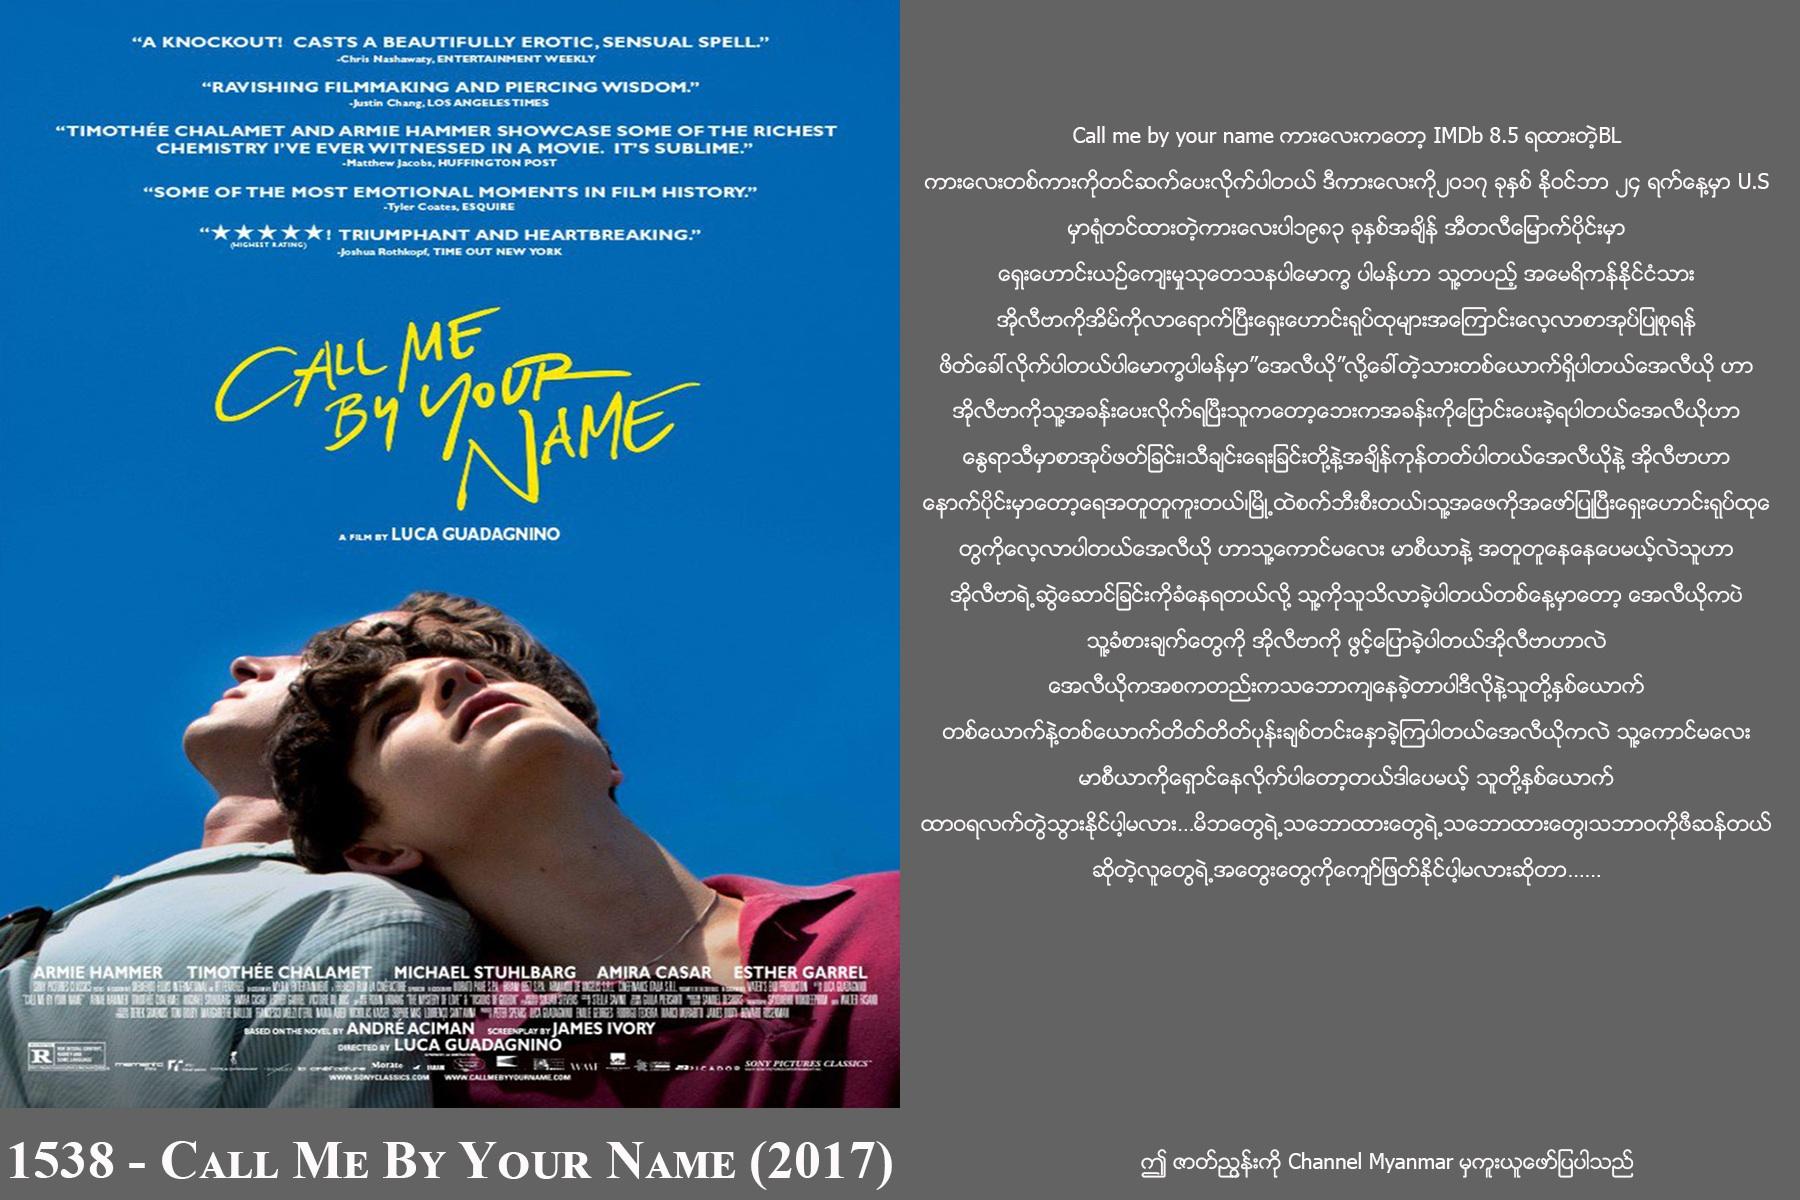 “A KNOCKOUT! CASTS A BEAUTIFULLY EROTIC, SENSUAL SPELL.”
-Chris Nashawaty, ENTERTAINMENT WEEKLY
“RAVISHING FILMMAKING AND PIERCING WISDOM.”
-Justin Chang, LOS ANGELES TIMES
“TIMOTHÉE CHALAMET AND ARMIE HAMMER SHOWCASE SOME OF THE RICHEST
CHEMISTRY I’VE EVER WITNESSED IN A MOVIE. IT’S SUBLIME.”
-Matthew Jacobs, HUFFINGTON POST
“SOME OF THE MOST EMOTIONAL MOMENTS IN FILM HISTORY.”
-Tyler Coates, ESQUIRE
“★★★★★! TRIUMPHANT AND HEARTBREAKING.”
(HIGHEST RATING)
-Joshua Rothkopf, TIME OUT NEW YORK
CALL ME
BY YOUR
NAME
A FILM BY LUCA GUADAGNINO
ARMIE HAMMER TIMOTHÉE CHALAMET MICHAEL STUHLBARG AMIRA CASAR ESTHER GARREL
BASED ON THE NOVEL BY ANDRÉ ACIMAN SCREENPLAY BY JAMES IVORY
DIRECTED BY LUCA GUADAGNINO
R
SONY PICTURES CLASSICS
WWW.SONYCLASSICS.COM WWW.CALLMEBYYOURNAME.COM
1538 - CALL ME BY YOUR NAME (2017)
Call me by your name ကားလေးကတော့ IMDb 8.5 ရထားတဲ့BL
ကားလေးတစ်ကားကိုတင်ဆက်ပေးလိုက်ပါတယ် ဒီကားလေးကို၂၀၁၇ ခုနှစ် နိုဝင်ဘာ ၂၄ ရက်နေ့မှာ U.S
မှာရုံတင်ထားတဲ့ကားလေးပါ၁၉၈၃ ခုနှစ်အချိန် အီတလီမြောက်ပိုင်းမှာ
ရှေးဟောင်းယဉ်ကျေးမှုသုတေသနပါမောက္ခ ပါမန်ဟာ သူ့တပည့် အမေရိကန်နိုင်ငံသား
အိုလီဗာကိုအိမ်ကိုလာရောက်ပြီးရှေးဟောင်းရုပ်ထုများအကြောင်းလေ့လာစာအုပ်ပြုစုရန်
ဖိတ်ခေါ်လိုက်ပါတယ်ပါမောက္ခပါမန်မှာ”အေလီယို”လို့ခေါ်တဲ့သားတစ်ယောက်ရှိပါတယ်အေလီယို ဟာ
အိုလီဗာကိုသူ့အခန်းပေးလိုက်ရပြီးသူကတော့ဘေးကအခန်းကိုပြောင်းပေးခဲ့ရပါတယ်အေလီယိုဟာ
နွေရာသီမှာစာအုပ်ဖတ်ခြင်း၊သီချင်းရေးခြင်းတို့နဲ့အချိန်ကုန်တတ်ပါတယ်အေလီယိုနဲ့ အိုလီဗာဟာ
နောက်ပိုင်းမှာတော့ရေအတူတူကူးတယ်၊မြို့ထဲစက်ဘီးစီးတယ်၊သူ့အဖေကိုအဖော်ပြုပြီးရှေးဟောင်းရုပ်ထုေ
တွကိုလေ့လာပါတယ်အေလီယို ဟာသူ့ကောင်မလေး မာစီယာနဲ့ အတူတူနေနေပေမယ့်လဲသူဟာ
အိုလီဗာရဲ့ဆွဲဆောင်ခြင်းကိုခံနေရတယ်လို့ သူ့ကိုသူသိလာခဲ့ပါတယ်တစ်နေ့မှာတော့ အေလီယိုကပဲ
သူ့ခံစားချက်တွေကို အိုလီဗာကို ဖွင့်ပြောခဲ့ပါတယ်အိုလီဗာဟာလဲ
အေလီယိုကအစကတည်းကသဘောကျနေခဲ့တာပါဒီလိုနဲ့သူတို့နှစ်ယောက်
တစ်ယောက်နဲ့တစ်ယောက်တိတ်တိတ်ပုန်းချစ်တင်းနှောခဲ့ကြပါတယ်အေလီယိုကလဲ သူ့ကောင်မလေး
မာစီယာကိုရှောင်နေလိုက်ပါတော့တယ်ဒါပေမယ့် သူတို့နှစ်ယောက်
ထာဝရလက်တွဲသွားနိုင်ပါ့မလား...မိဘတွေရဲ့သဘောထားတွေရဲ့သဘောထားတွေ၊သဘာဝကိုဖီဆန်တယ်
ဆိုတဲ့လူတွေရဲ့အတွေးတွေကိုကျော်ဖြတ်နိုင်ပါ့မလားဆိုတာ......
ဤ ဇာတ်ညွှန်းကို Channel Myanmar မှကူးယူဖော်ပြပါသည်